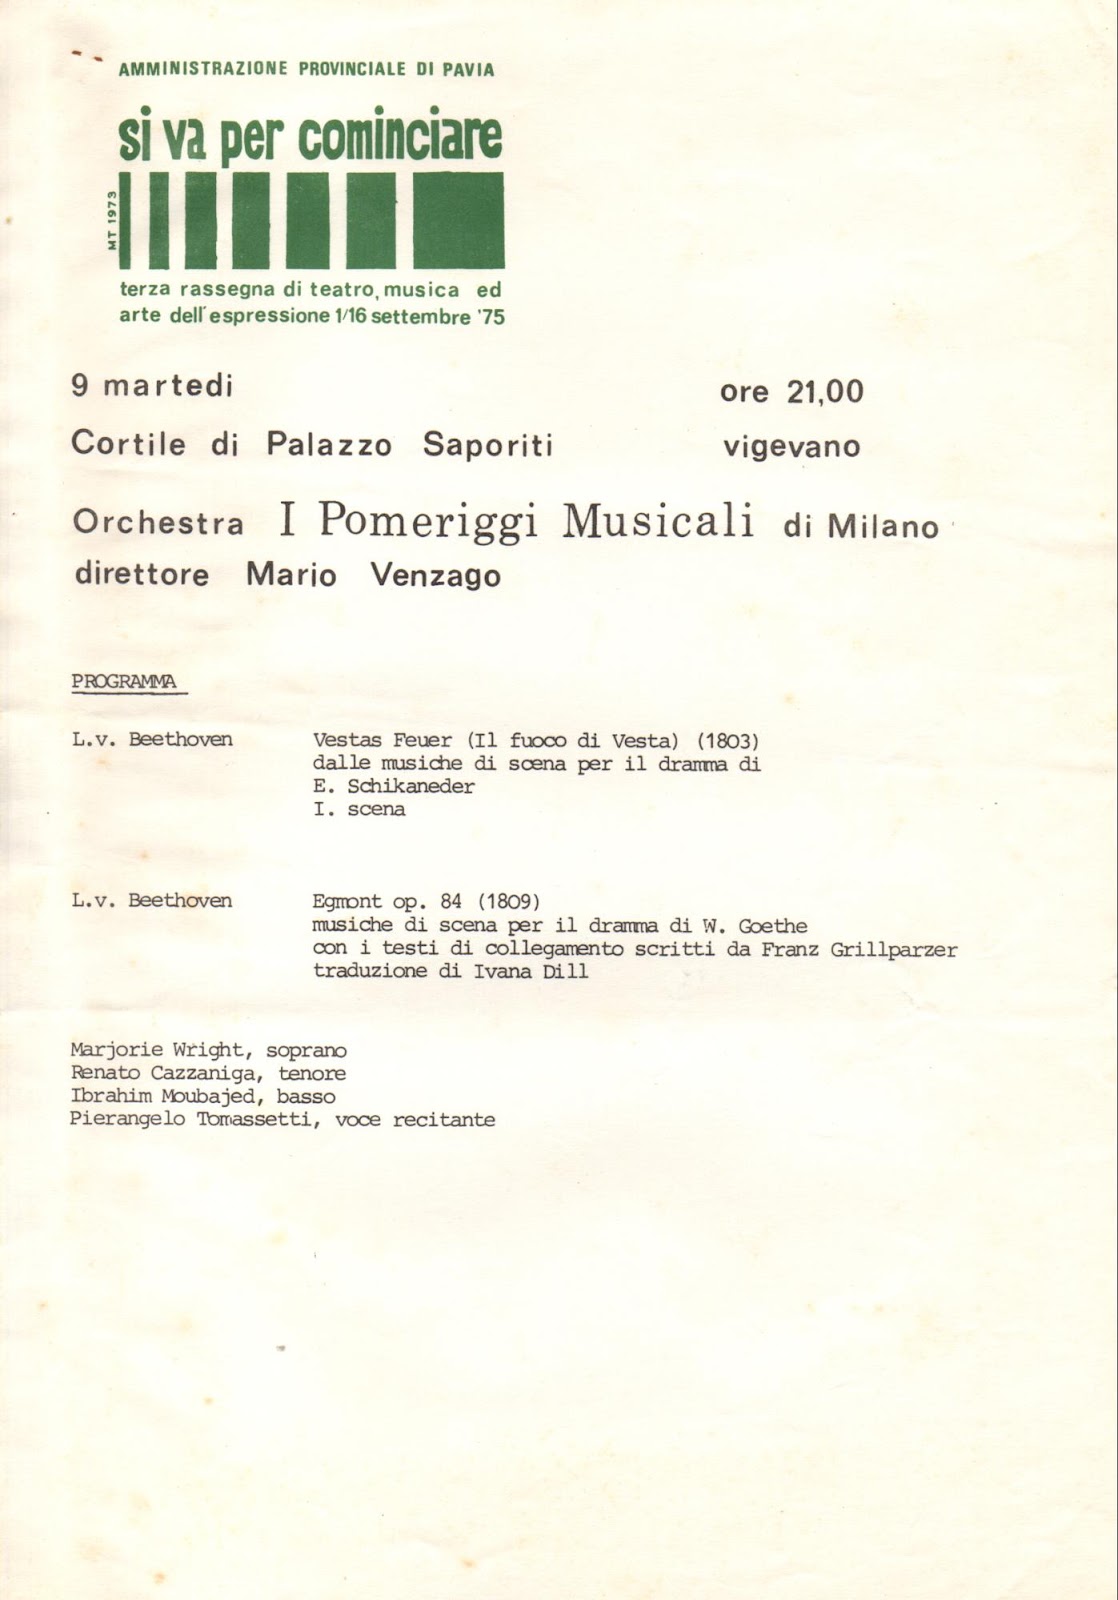 AMMINISTRAZIONE PROVINCIALE DI PAVIA
si va per cominciare
MT 1973
terza rassegna di teatro, musica ed
arte dell'espressione 1/16 settembre '75
9 martedi ore 21,00
Cortile di Palazzo Saporiti vigevano
Orchestra I Pomeriggi Musicali di Milano
direttore Mario Venzago
PROGRAMMA
L.v. Beethoven Vestas Feuer (Il fuoco di Vesta) (1803)
dalle musiche di scena per il dramma di
E. Schikaneder
I. scena
L.v. Beethoven Egmont op. 84 (1809)
musiche di scena per il dramma di W. Goethe
con i testi di collegamento scritti da Franz Grillparzer
traduzione di Ivana Dill
Marjorie Wright, soprano
Renato Cazzaniga, tenore
Ibrahim Moubajed, basso
Pierangelo Tomassetti, voce recitante